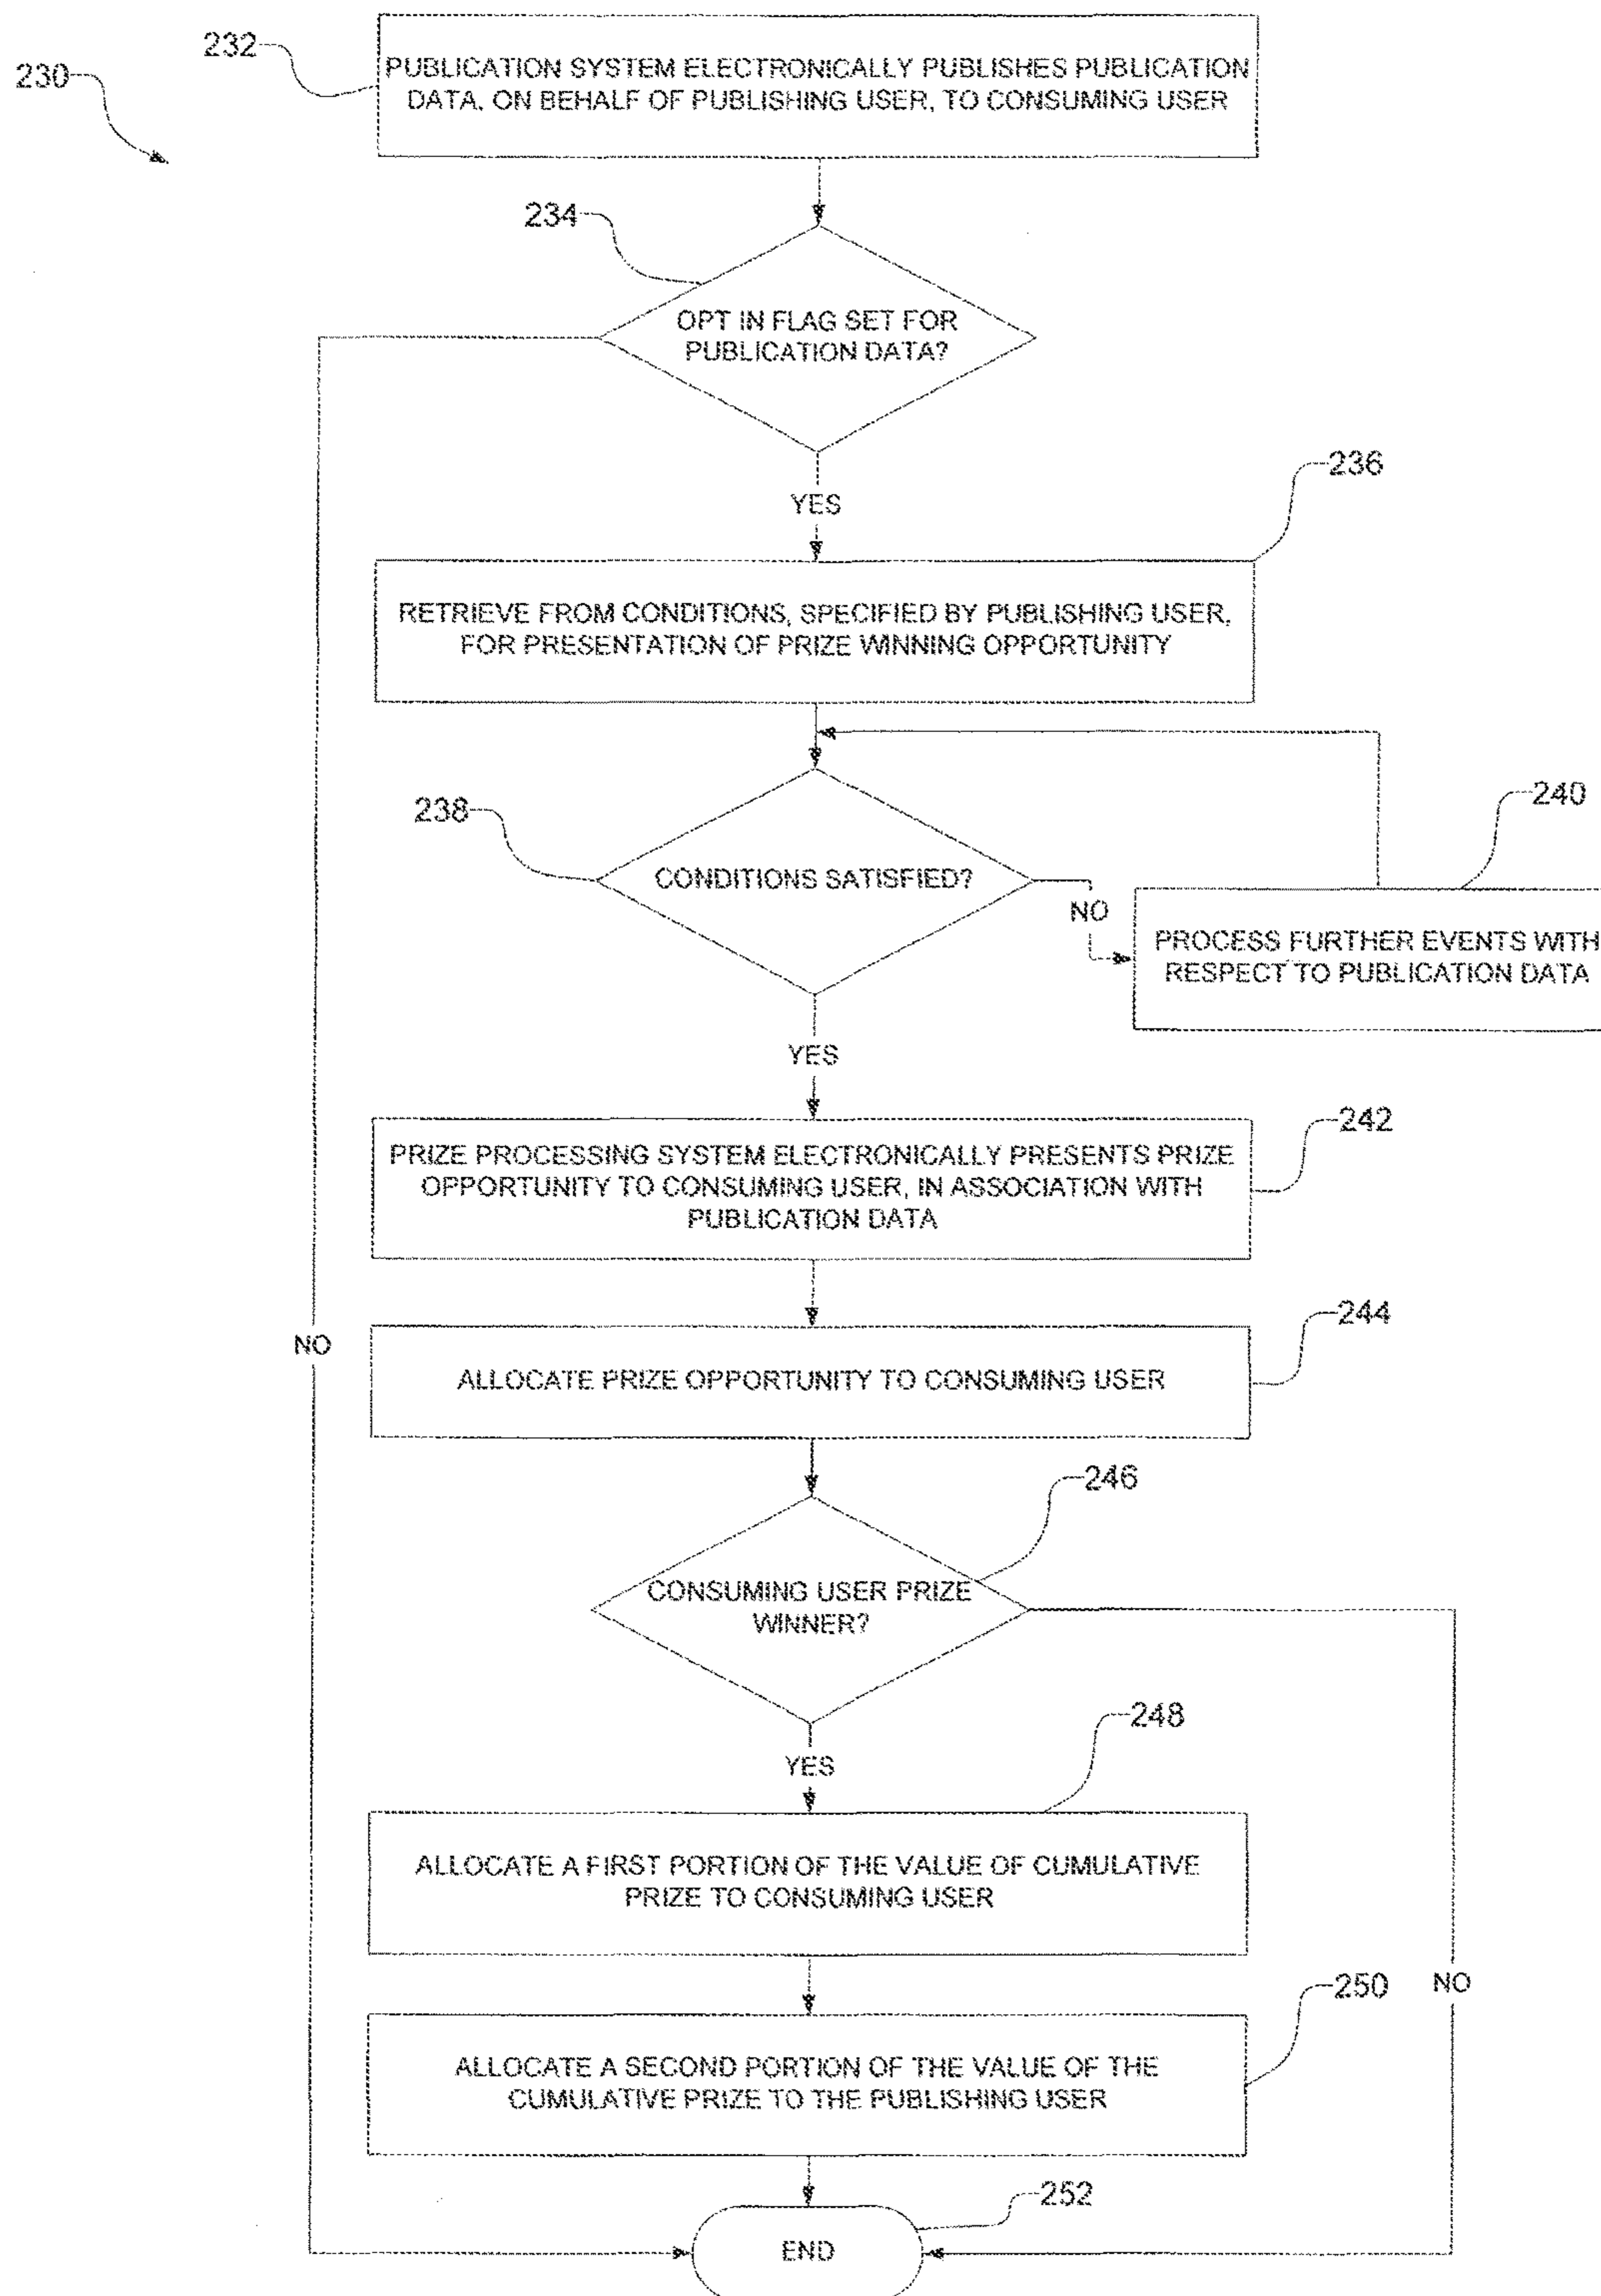 232
230
PUBLICATION SYSTEM ELECTRONICALLY PUBLISHES PUBLICATION
DATA, ON BEHALF OF PUBLISHING USER, TO CONSUMING USER
234
OPT IN FLAG SET FOR
PUBLICATION DATA?
YES
236
RETRIEVE FROM CONDITIONS, SPECIFIED BY PUBLISHING USER,
FOR PRESENTATION OF PRIZE WINNING OPPORTUNITY
238
CONDITIONS SATISFIED?
NO
240
PROCESS FURTHER EVENTS WITH
RESPECT TO PUBLICATION DATA
YES
242
PRIZE PROCESSING SYSTEM ELECTRONICALLY PRESENTS PRIZE
OPPORTUNITY TO CONSUMING USER, IN ASSOCIATION WITH
PUBLICATION DATA
244
NO
ALLOCATE PRIZE OPPORTUNITY TO CONSUMING USER
246
CONSUMING USER PRIZE
WINNER?
248
YES
ALLOCATE A FIRST PORTION OF THE VALUE OF CUMULATIVE
PRIZE TO CONSUMING USER
250
NO
ALLOCATE A SECOND PORTION OF THE VALUE OF THE
CUMULATIVE PRIZE TO THE PUBLISHING USER
252
END